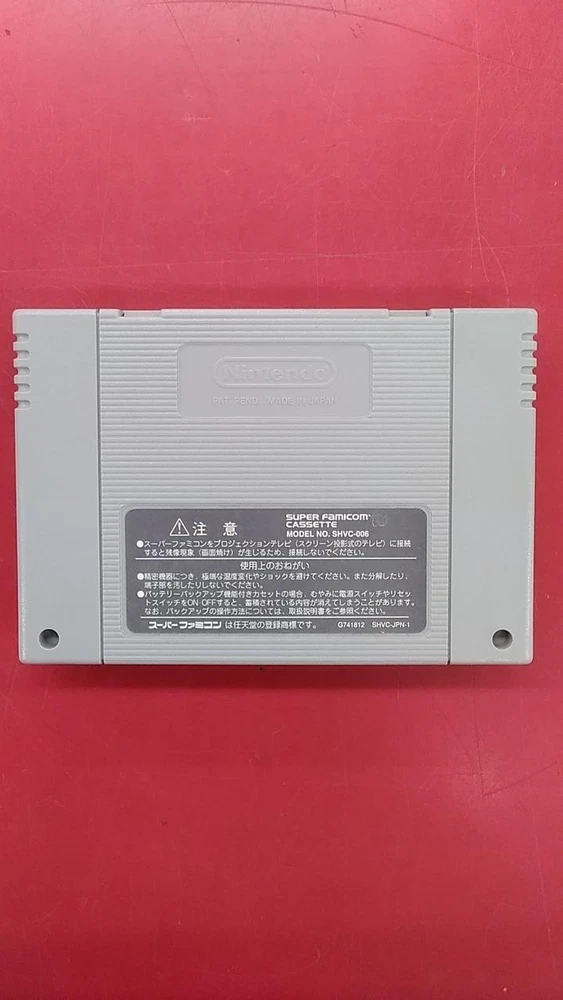 Nintendo
PAT. PEND. / MADE IN JAPAN
⚠注 意
SUPER FAMICOM
CASSETTE
MODEL NO. SHVC-006
●スーパーファミコンをプロジェクションテレビ（スクリーン投影式のテレビ）に接続
すると残像現象（画面焼け）が生じるため、接続しないでください。
使用上のおねがい
●精密機器につき、極端な温度変化やショックを避けてください。また分解したり、
端子部を汚したりしないでください。
●バッテリーバックアップ機能付きカセットの場合、むやみに電源スイッチやリセ
ットスイッチをON・OFFすると、蓄積されている内容が消えてしまうことがあります。
なお、バックアップの操作方法については、取扱説明書をご参照ください。
スーパーファミコン は任天堂の登録商標です。
G741812 SHVC-JPN-1